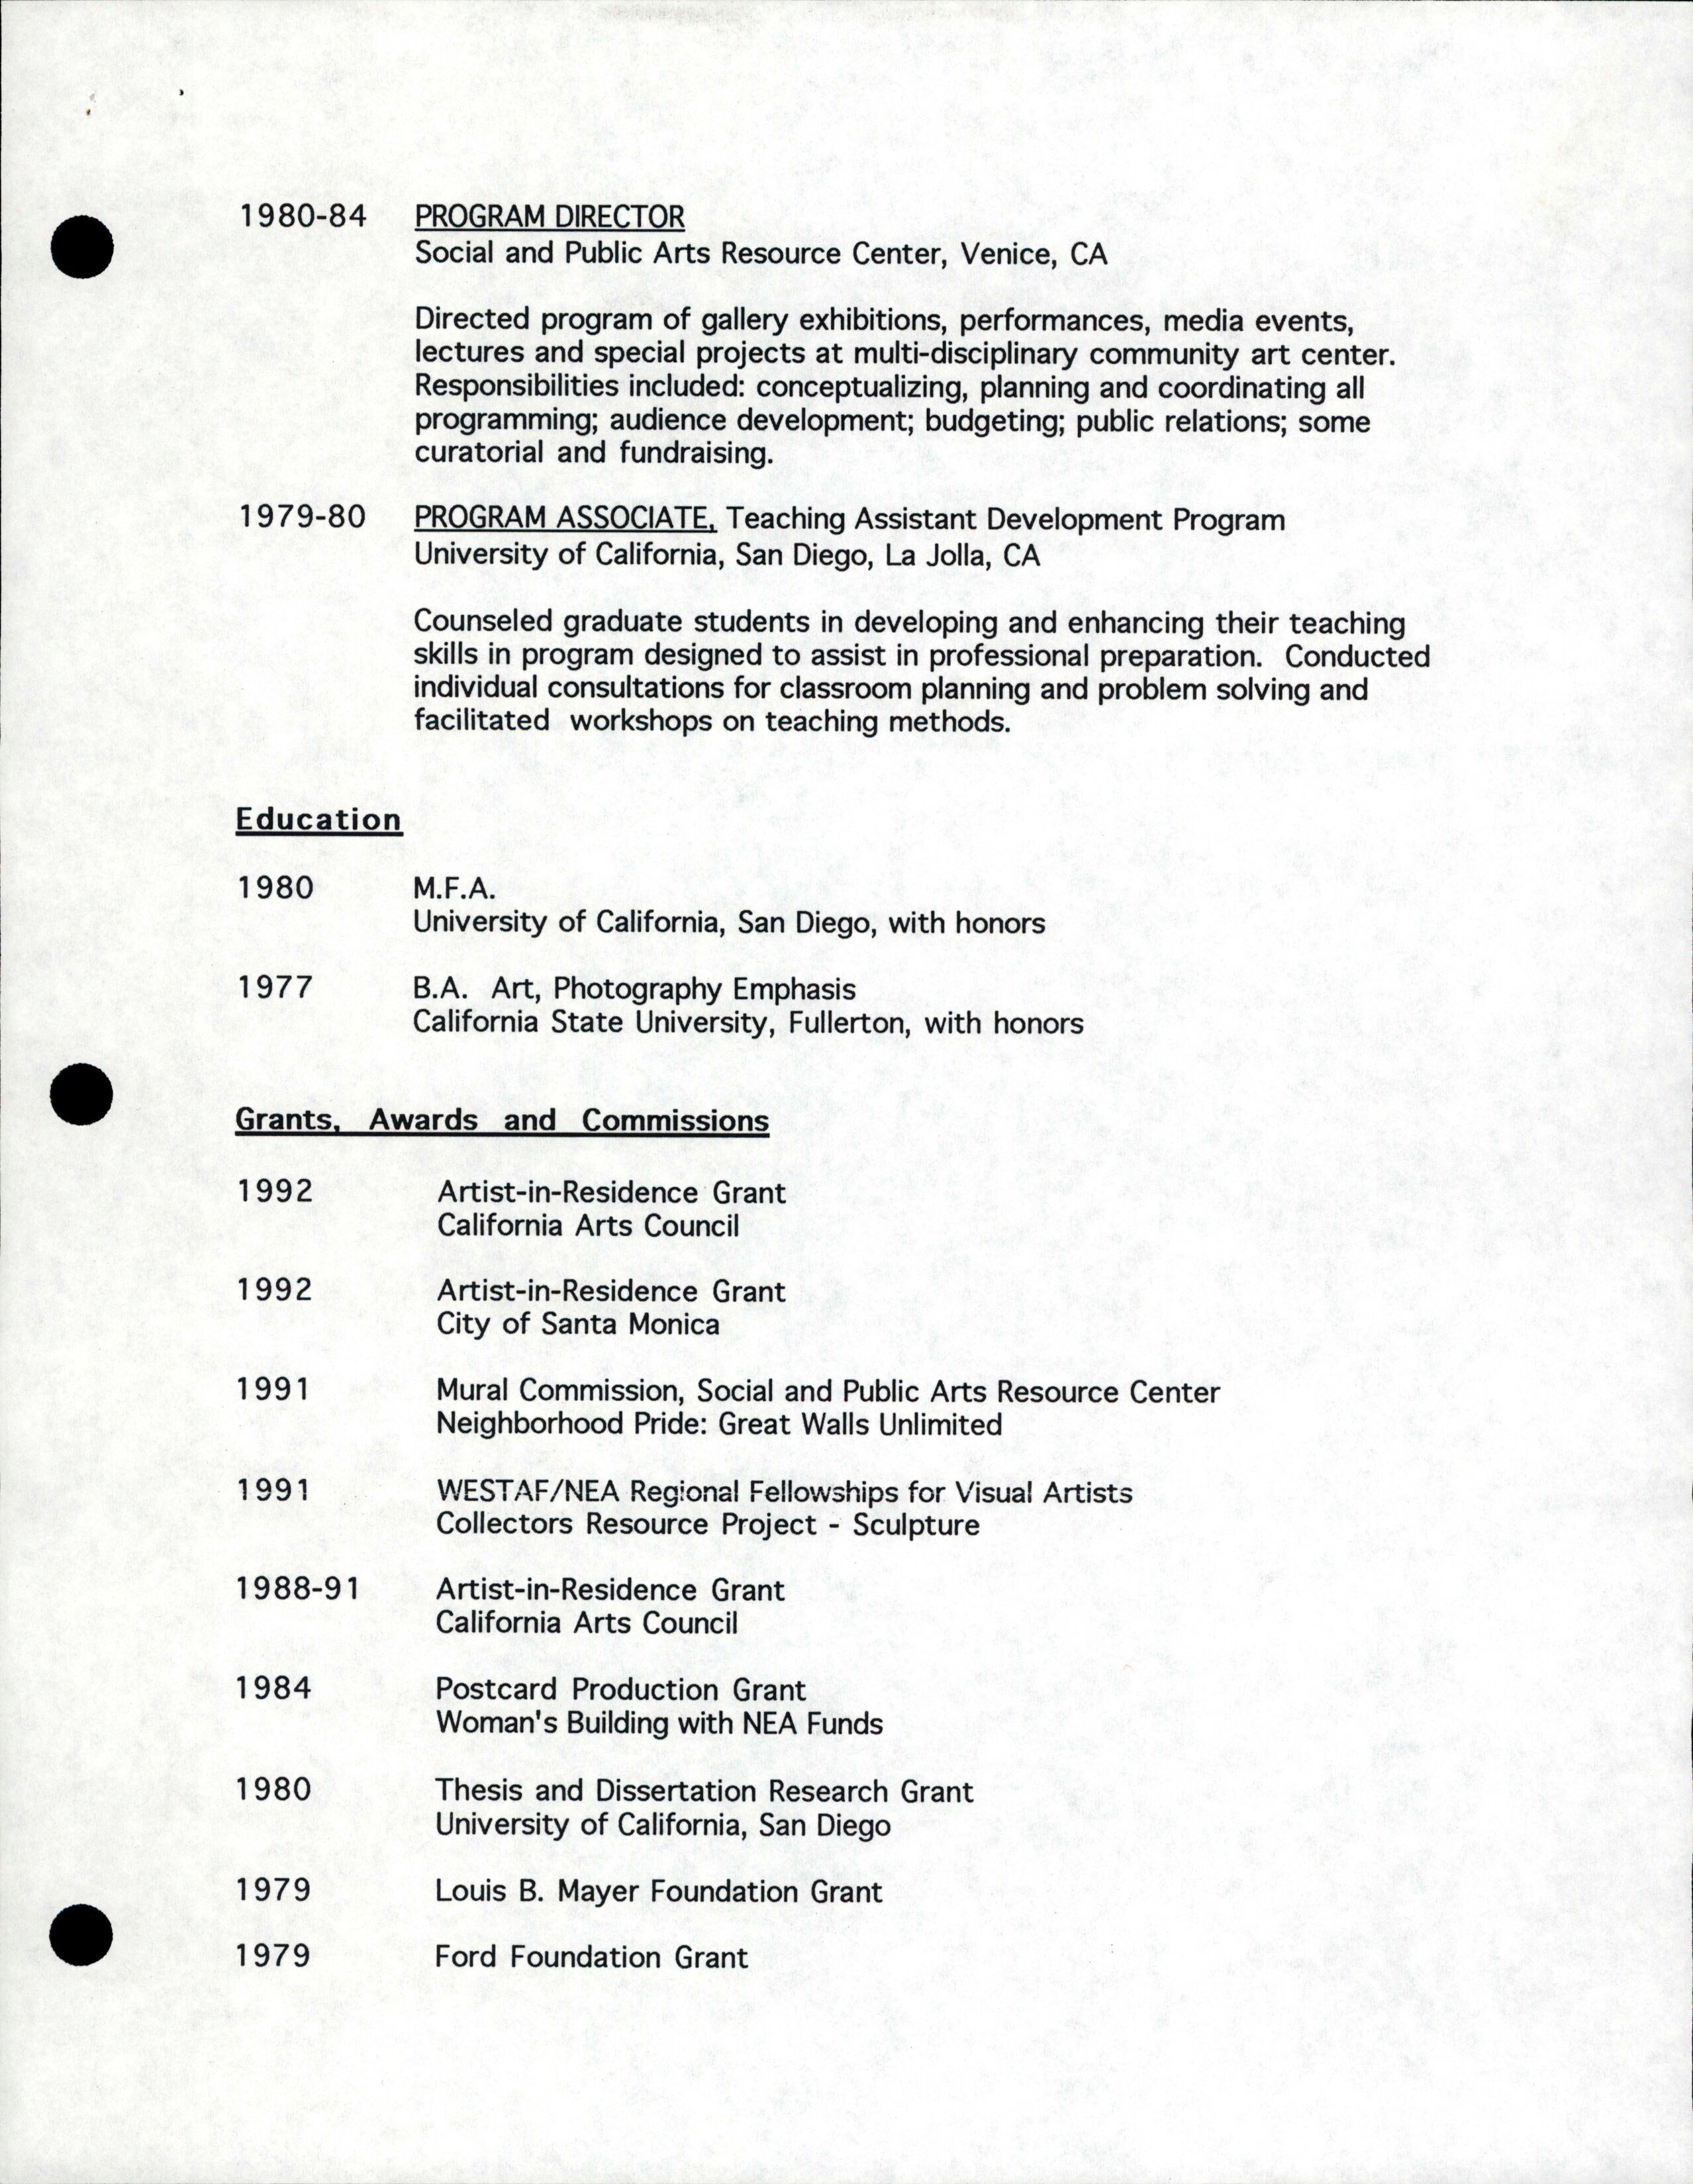 1980-84 PROGRAM DIRECTOR
Social and Public Arts Resource Center, Venice, CA
Directed program of gallery exhibitions, performances, media events,
lectures and special projects at multi-disciplinary community art center.
Responsibilities included: conceptualizing, planning and coordinating all
programming; audience development; budgeting; public relations; some
curatorial and fundraising.
1979-80 PROGRAM ASSOCIATE, Teaching Assistant Development Program
University of California, San Diego, La Jolla, CA
Counseled graduate students in developing and enhancing their teaching
skills in program designed to assist in professional preparation. Conducted
individual consultations for classroom planning and problem solving and
facilitated workshops on teaching methods.
Education
1980 M.F.A.
University of California, San Diego, with honors
1977 B.A. Art, Photography Emphasis
California State University, Fullerton, with honors
Grants, Awards and Commissions
1992 Artist-in-Residence Grant
California Arts Council
1992 Artist-in-Residence Grant
City of Santa Monica
1991 Mural Commission, Social and Public Arts Resource Center
Neighborhood Pride: Great Walls Unlimited
1991 WESTAF/NEA Regional Fellowships for Visual Artists
Collectors Resource Project - Sculpture
1988-91 Artist-in-Residence Grant
California Arts Council
1984 Postcard Production Grant
Woman's Building with NEA Funds
1980 Thesis and Dissertation Research Grant
University of California, San Diego
1979 Louis B. Mayer Foundation Grant
1979 Ford Foundation Grant